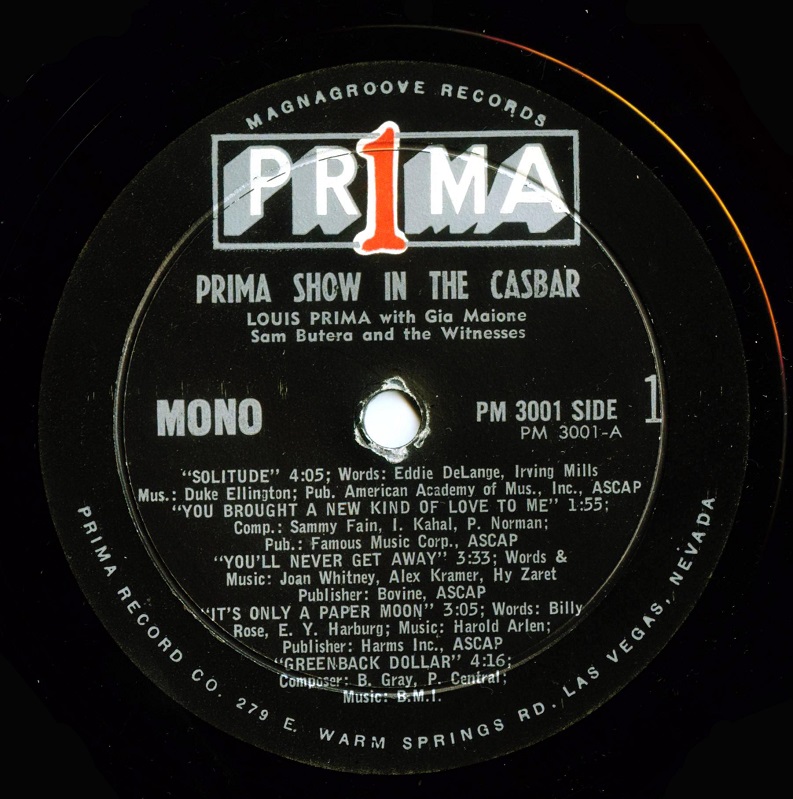 MAGNAGROOVE RECORDS
PR1MA
PRIMA SHOW IN THE CASBAR
LOUIS PRIMA with Gia Maione
Sam Butera and the Witnesses
MONO
PM 3001 SIDE 1
PM 3001-A
"SOLITUDE" 4:05; Words: Eddie DeLange, Irving Mills
Mus.: Duke Ellington; Pub. American Academy of Mus., Inc., ASCAP
"YOU BROUGHT A NEW KIND OF LOVE TO ME" 1:55;
Comp.: Sammy Fain, I. Kahal, P. Norman;
Pub.: Famous Music Corp., ASCAP
"YOU'LL NEVER GET AWAY" 3:33; Words &
Music: Joan Whitney, Alex Kramer, Hy Zaret
Publisher: Bovine, ASCAP
"IT'S ONLY A PAPER MOON" 3:05; Words: Billy
Rose, E. Y. Harburg; Music: Harold Arlen;
Publisher: Harms Inc., ASCAP
"GREENBACK DOLLAR" 4:16;
Composer: B. Gray, P. Central;
Music: B.M.I.
PRIMA RECORD CO. 279 E. WARM SPRINGS RD. LAS VEGAS, NEVADA